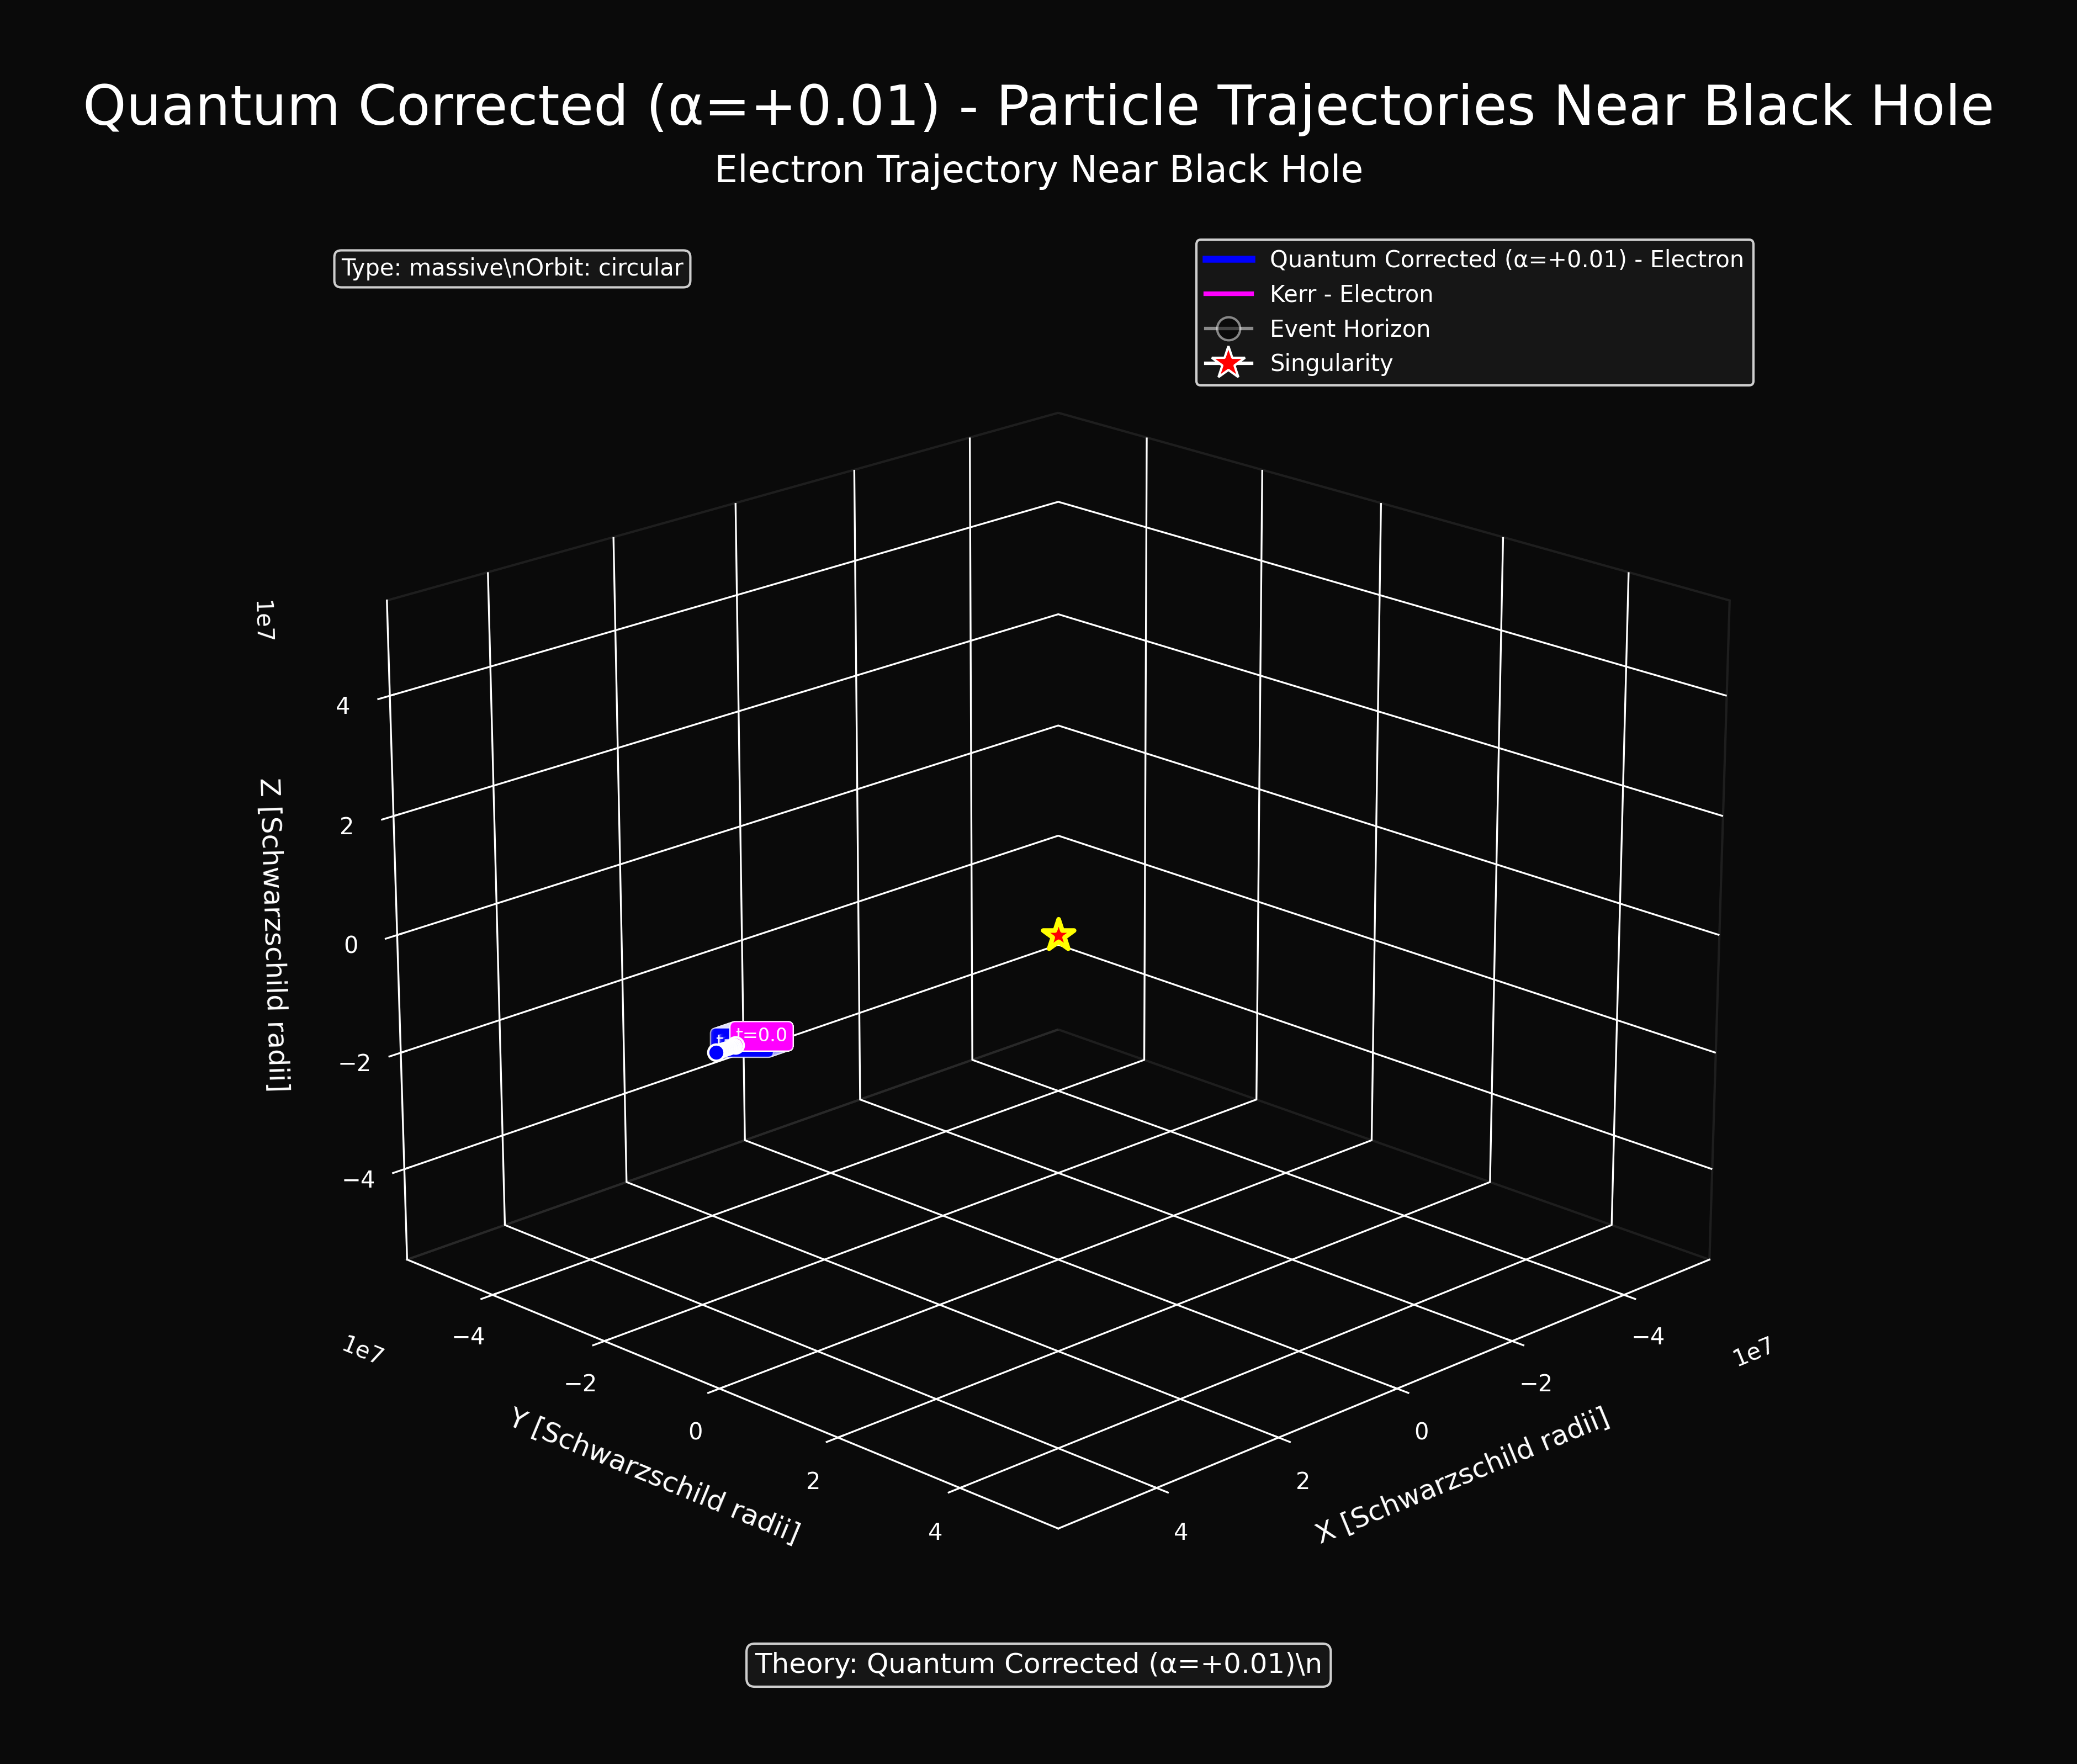 Quantum Corrected (α=+0.01) - Particle Trajectories Near Black Hole
Electron Trajectory Near Black Hole
Type: massive\nOrbit: circular
Quantum Corrected (α=+0.01) - Electron
Kerr - Electron
Event Horizon
Singularity
1e7
4
2
0
−2
−4
Z [Schwarzschild radii]
t=0.0
1e7
−4
−2
0
2
4
Y [Schwarzschild radii]
4
2
0
−2
−4
1e7
X [Schwarzschild radii]
Theory: Quantum Corrected (α=+0.01)\n